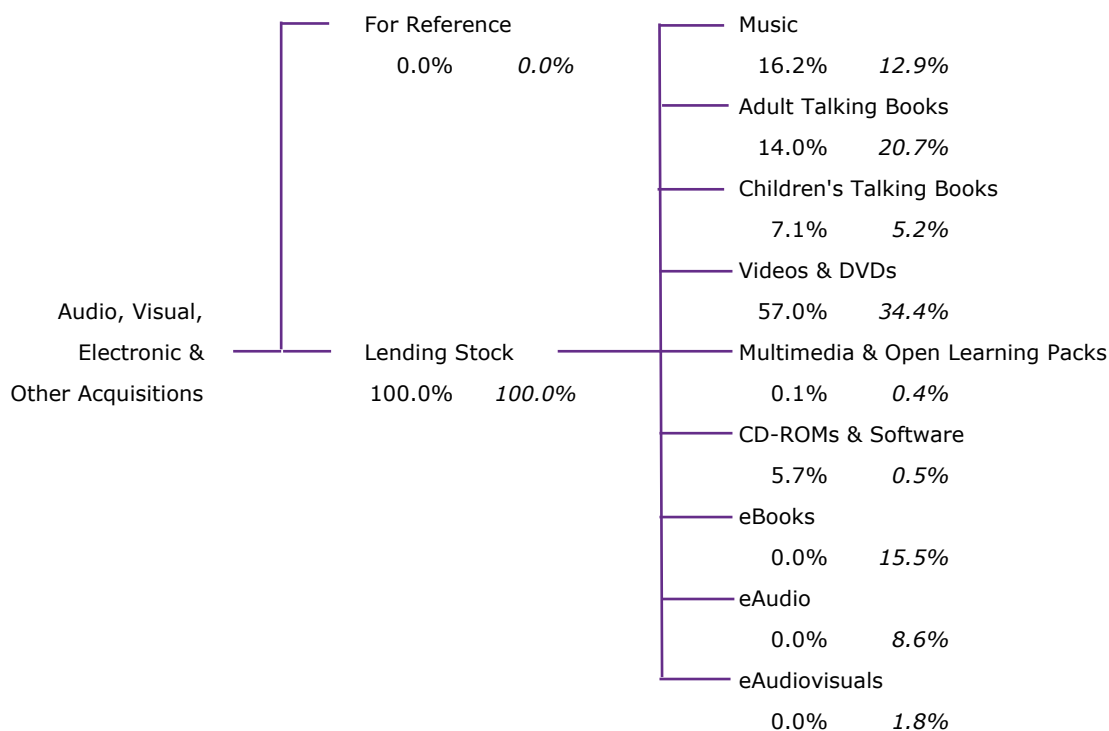 For Reference
0.0% 0.0%
Music
16.2% 12.9%
Adult Talking Books
14.0% 20.7%
Children's Talking Books
7.1% 5.2%
Videos & DVDs
57.0% 34.4%
Audio, Visual,
Electronic &
Other Acquisitions
Lending Stock
100.0% 100.0%
Multimedia & Open Learning Packs
0.1% 0.4%
CD-ROMs & Software
5.7% 0.5%
eBooks
0.0% 15.5%
eAudio
0.0% 8.6%
eAudiovisuals
0.0% 1.8%